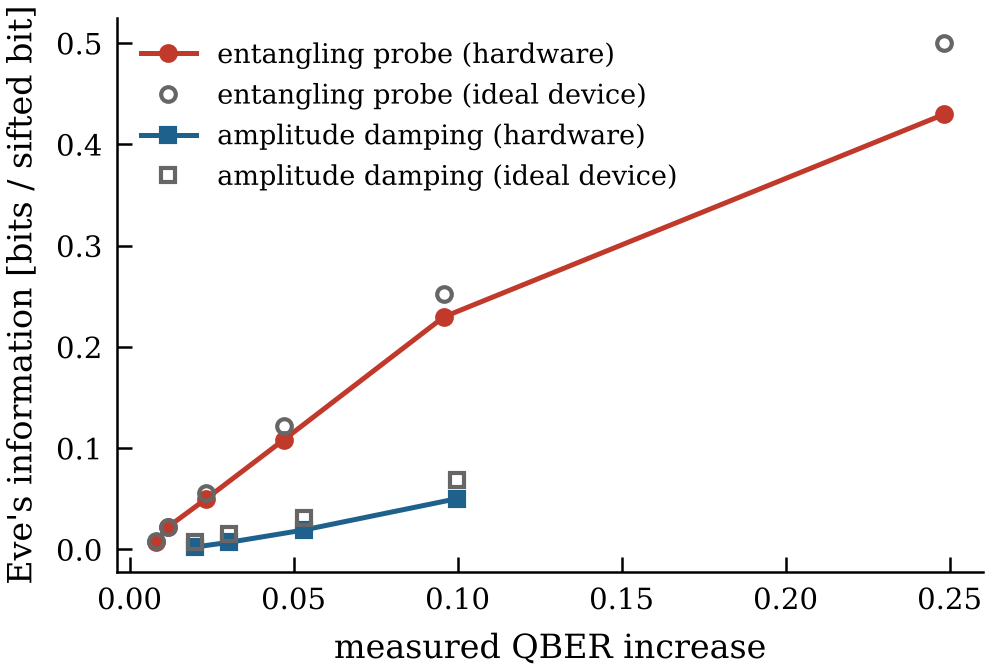 Eve's information [bits / sifted bit]
0.5
0.4
0.3
0.2
0.1
0.0
entangling probe (hardware)
entangling probe (ideal device)
amplitude damping (hardware)
amplitude damping (ideal device)
0.00 0.05 0.10 0.15 0.20 0.25
measured QBER increase